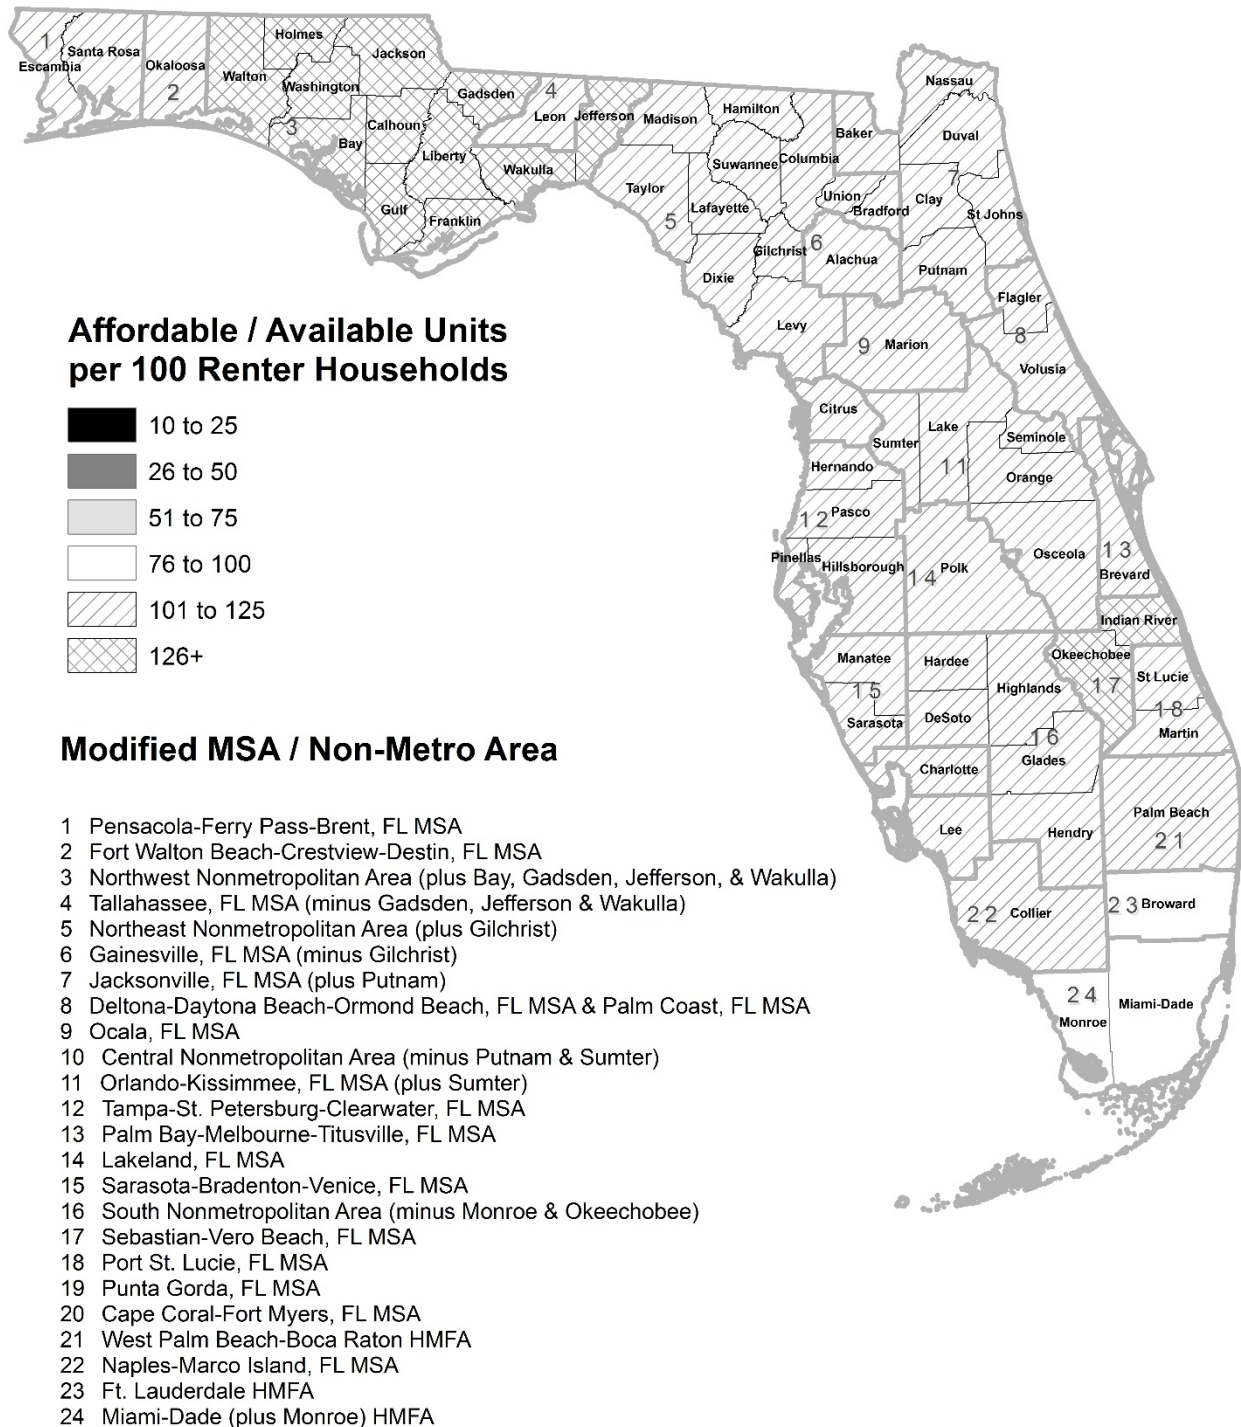 Holmes
1
Santa Rosa
Okaloosa
Jackson
Escambia
Walton
2
Washington
Gadsden
4
Leon
Jefferson
Madison
Hamilton
Nassau
3
Bay
Calhoun
Liberty
Wakulla
Baker
Duval
Suwannee
Columbia
Taylor
5
Lafayette
Union
Bradford
Clay
7
St Johns
Gulf
Franklin
Gilchrist
6
Alachua
Dixie
Putnam
Flagler
Levy
9
Marion
8
Volusia
Affordable / Available Units
per 100 Renter Households
10 to 25
26 to 50
51 to 75
76 to 100
101 to 125
126+
Citrus
Sumter
Lake
Seminole
Hernando
11
Orange
12
Pasco
Pinellas
Hillsborough
14
Polk
Osceola
13
Brevard
Indian River
Okeechobee
Manatee
Hardee
15
Highlands
17
St Lucie
Sarasota
DeSoto
18
16
Martin
Glades
Charlotte
Lee
Hendry
Palm Beach
21
22
Collier
23
Broward
24
Monroe
Miami-Dade
Modified MSA / Non-Metro Area
1 Pensacola-Ferry Pass-Brent, FL MSA
2 Fort Walton Beach-Crestview-Destin, FL MSA
3 Northwest Nonmetropolitan Area (plus Bay, Gadsden, Jefferson, & Wakulla)
4 Tallahassee, FL MSA (minus Gadsden, Jefferson & Wakulla)
5 Northeast Nonmetropolitan Area (plus Gilchrist)
6 Gainesville, FL MSA (minus Gilchrist)
7 Jacksonville, FL MSA (plus Putnam)
8 Deltona-Daytona Beach-Ormond Beach, FL MSA & Palm Coast, FL MSA
9 Ocala, FL MSA
10 Central Nonmetropolitan Area (minus Putnam & Sumter)
11 Orlando-Kissimmee, FL MSA (plus Sumter)
12 Tampa-St. Petersburg-Clearwater, FL MSA
13 Palm Bay-Melbourne-Titusville, FL MSA
14 Lakeland, FL MSA
15 Sarasota-Bradenton-Venice, FL MSA
16 South Nonmetropolitan Area (minus Monroe & Okeechobee)
17 Sebastian-Vero Beach, FL MSA
18 Port St. Lucie, FL MSA
19 Punta Gorda, FL MSA
20 Cape Coral-Fort Myers, FL MSA
21 West Palm Beach-Boca Raton HMFA
22 Naples-Marco Island, FL MSA
23 Ft. Lauderdale HMFA
24 Miami-Dade (plus Monroe) HMFA